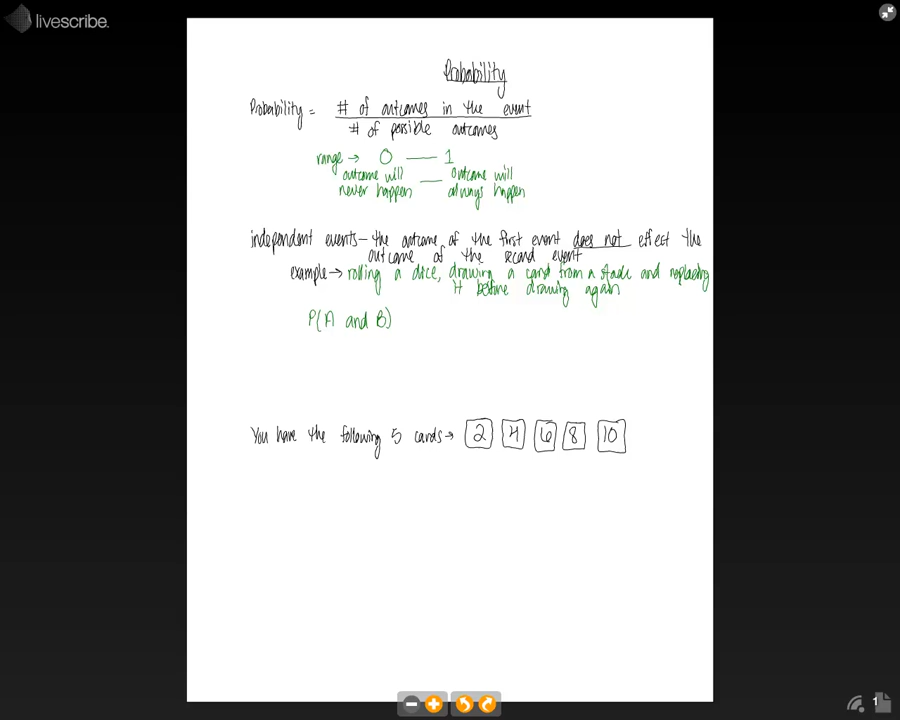 livescribe.
Probability
Probability = # of outcomes in the event
# of possible outcomes
range → 0 — 1
outcome will — outcome will
never happen always happen
independent events – the outcome of the first event does not effect the
outcome of the second event
example → rolling a dice, drawing a card from a stack and replacing
it before drawing again
P(A and B)
You have the following 5 cards → 2 4 6 8 10
1